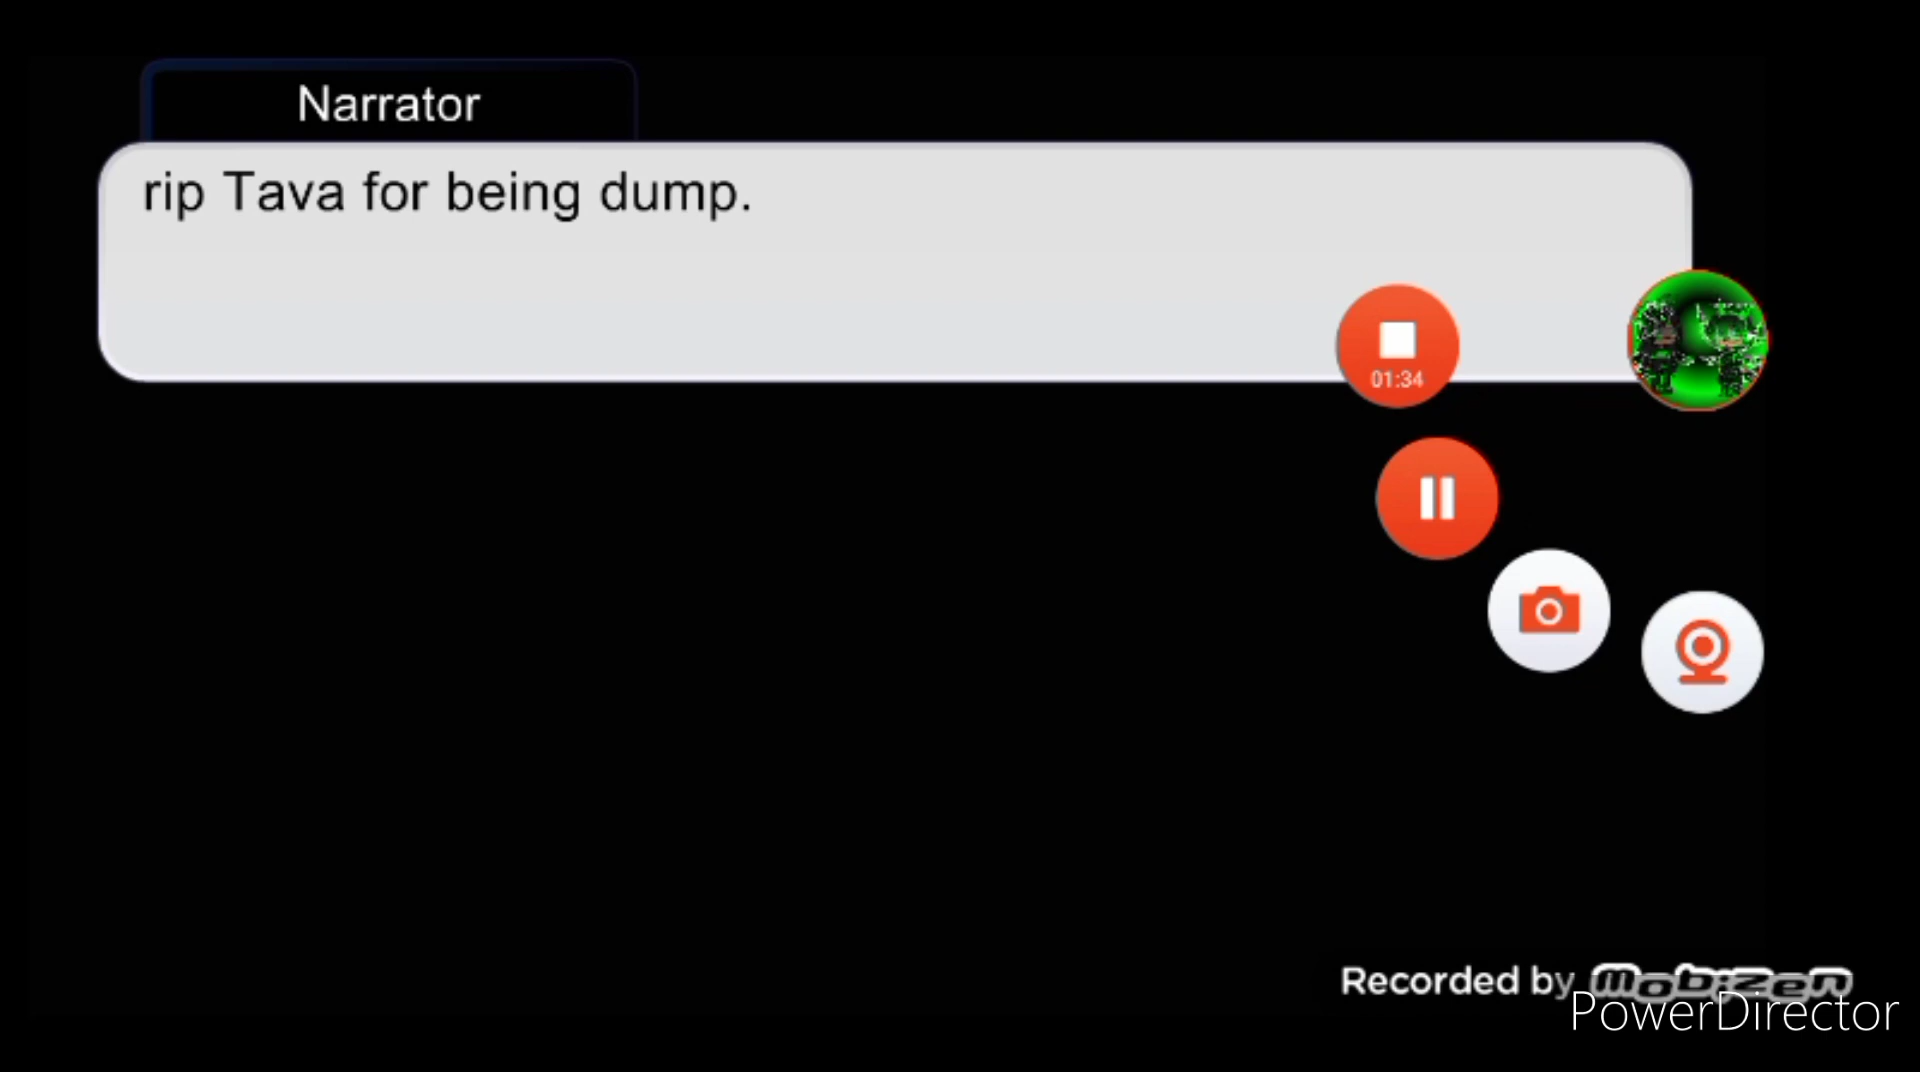 Narrator
rip Tava for being dump.
01:34
Recorded by Mobizen
PowerDirector